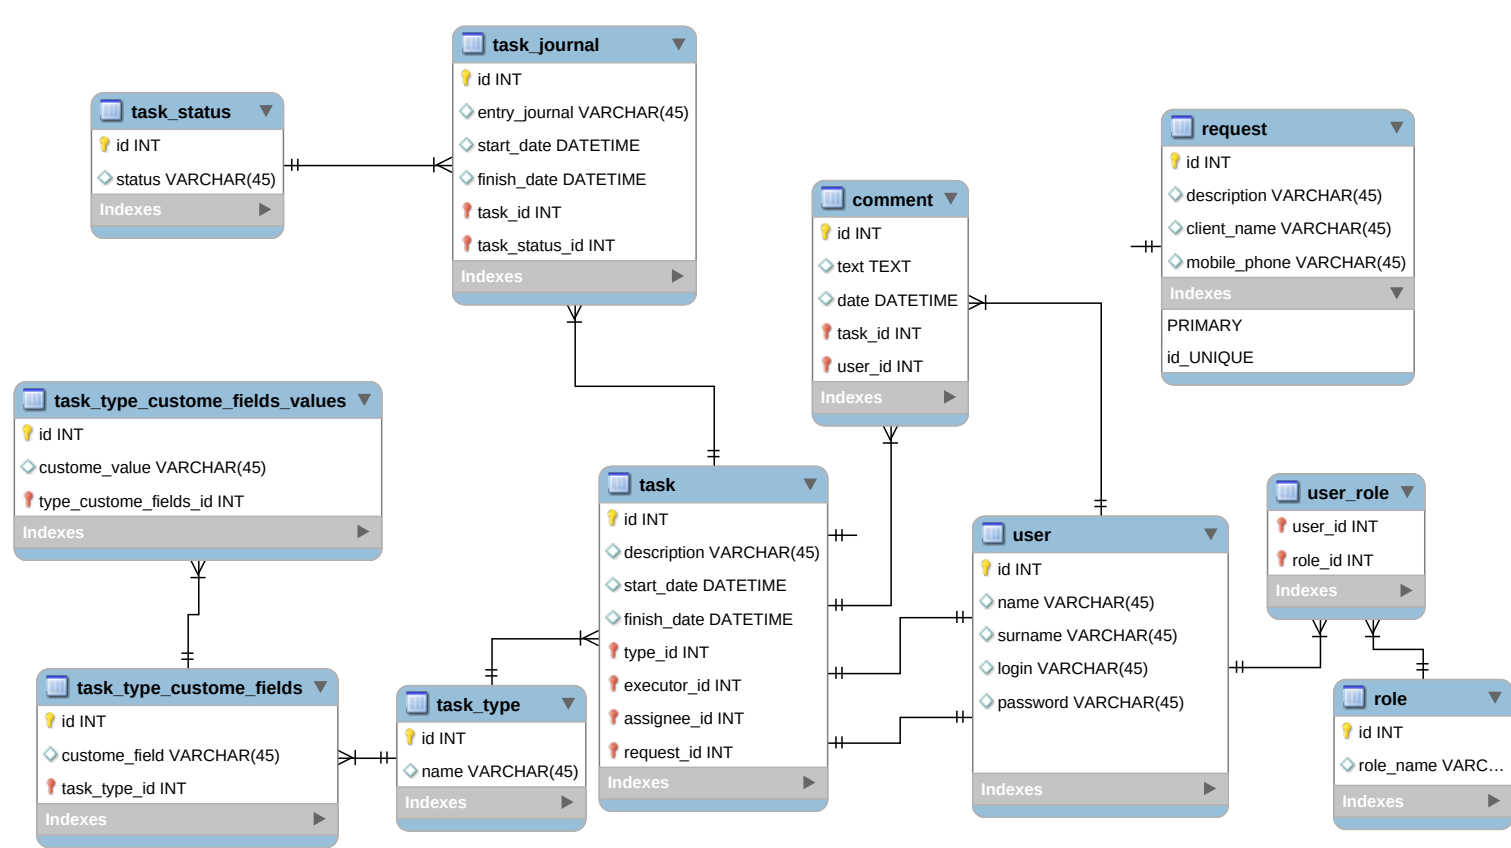 task_journal
id INT
entry_journal VARCHAR(45)
start_date DATETIME
finish_date DATETIME
task_id INT
task_status_id INT
Indexes
task_status
id INT
status VARCHAR(45)
Indexes
request
id INT
description VARCHAR(45)
client_name VARCHAR(45)
mobile_phone VARCHAR(45)
Indexes
PRIMARY
id_UNIQUE
comment
id INT
text TEXT
date DATETIME
task_id INT
user_id INT
Indexes
task_type_custome_fields_values
id INT
custome_value VARCHAR(45)
type_custome_fields_id INT
Indexes
task
id INT
description VARCHAR(45)
start_date DATETIME
finish_date DATETIME
type_id INT
executor_id INT
assignee_id INT
request_id INT
Indexes
user
id INT
name VARCHAR(45)
surname VARCHAR(45)
login VARCHAR(45)
password VARCHAR(45)
Indexes
user_role
user_id INT
role_id INT
Indexes
task_type_custome_fields
id INT
custome_field VARCHAR(45)
task_type_id INT
Indexes
task_type
id INT
name VARCHAR(45)
Indexes
role
id INT
role_name VARC...
Indexes